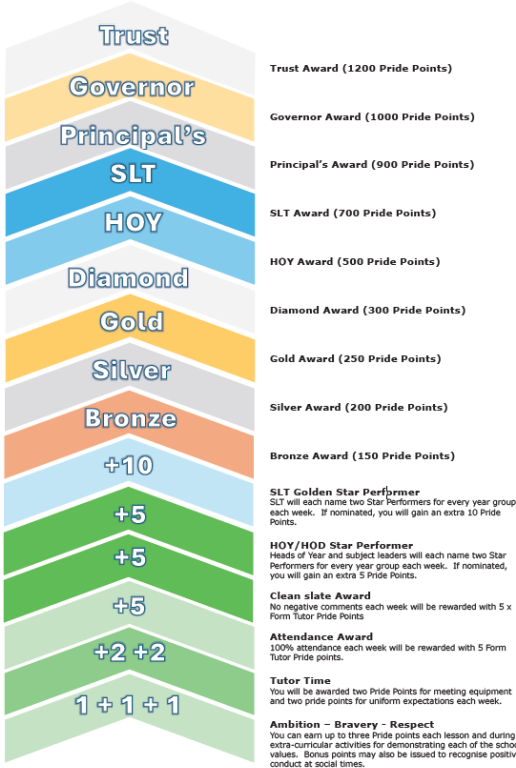 Trust
Trust Award (1200 Pride Points)
Governor
Governor Award (1000 Pride Points)
Principal's
Principal's Award (900 Pride Points)
SLT
SLT Award (700 Pride Points)
HOY
HOY Award (500 Pride Points)
Diamond
Diamond Award (300 Pride Points)
Gold
Gold Award (250 Pride Points)
Silver
Silver Award (200 Pride Points)
Bronze
Bronze Award (150 Pride Points)
+10
SLT Golden Star Performer
SLT will each name two Star Performers for every year group
each week. If nominated, you will gain an extra 10 Pride
Points.
+5
HOY/HOD Star Performer
Heads of Year and subject leaders will each name two Star
Performers for every year group each week. If nominated,
you will gain an extra 5 Pride Points.
+5
Clean slate Award
No negative comments each week will be rewarded with 5 x
Form Tutor Pride Points
+5
Attendance Award
100% attendance each week will be rewarded with 5 Form
Tutor Pride points.
+2 +2
Tutor Time
You will be awarded two Pride Points for meeting equipment
and two pride points for uniform expectations each week.
1 + 1 + 1
Ambition – Bravery - Respect
You can earn up to three Pride points each lesson and during
extra-curricular activities for demonstrating each of the schoo
values. Bonus points may also be issued to recognise positiv
conduct at social times.